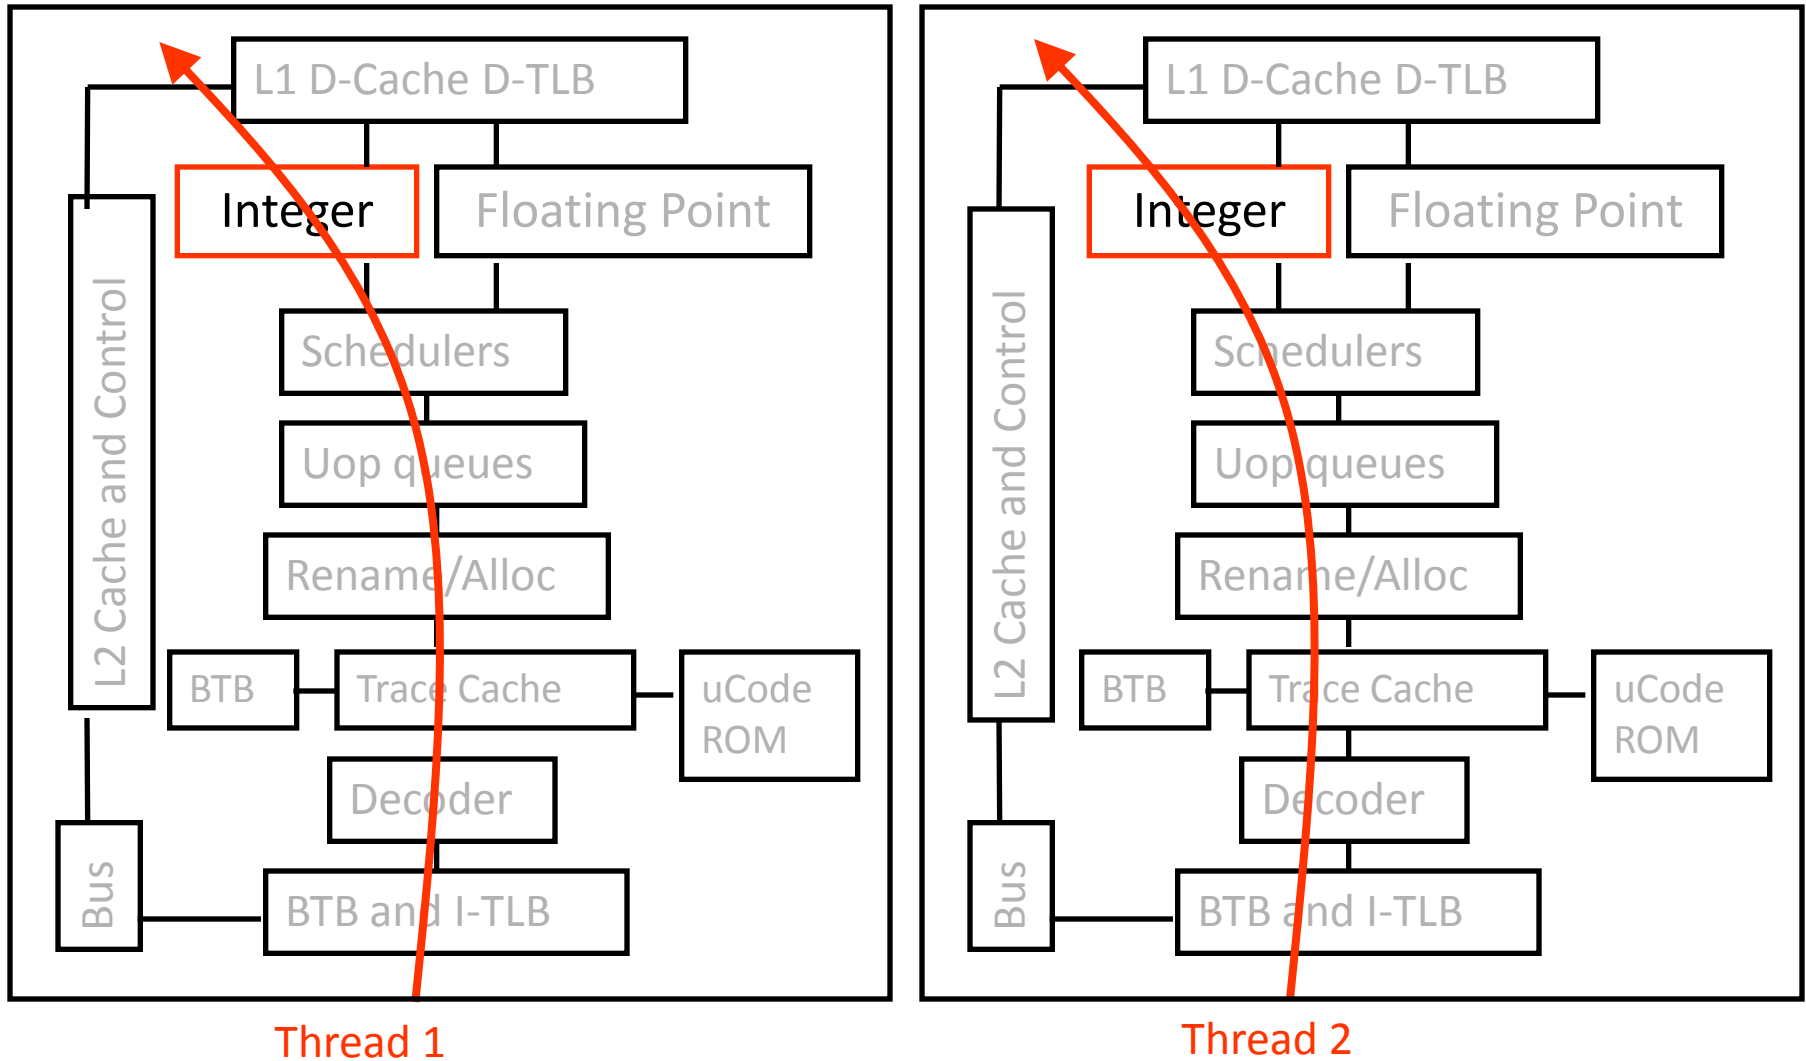 L1 D-Cache D-TLB
Integer
Floating Point
L2 Cache and Control
Schedulers
Uop queues
Rename/Alloc
BTB
Trace Cache
uCode
ROM
Decoder
Bus
BTB and I-TLB
Thread 1
L1 D-Cache D-TLB
Integer
Floating Point
L2 Cache and Control
Schedulers
Uop queues
Rename/Alloc
BTB
Trace Cache
uCode
ROM
Decoder
Bus
BTB and I-TLB
Thread 2